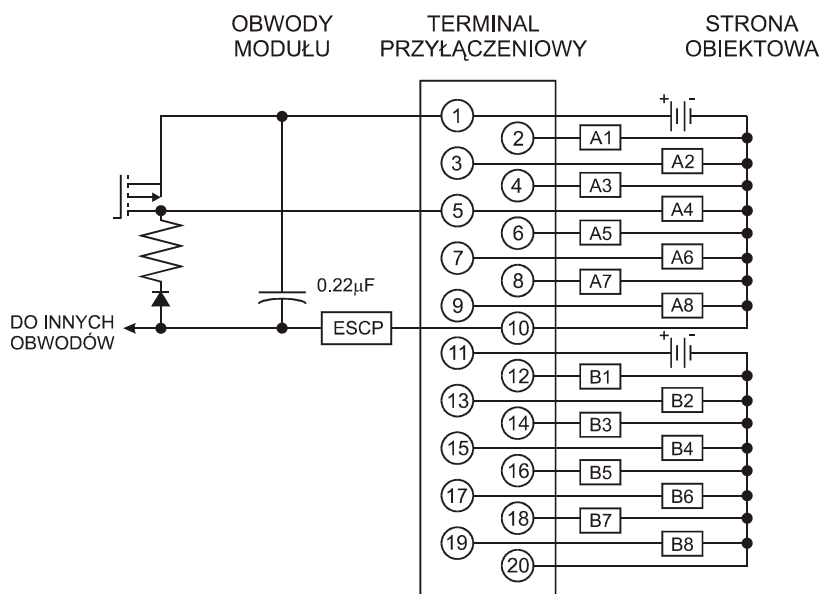 OBWODY
MODUŁU
TERMINAL
PRZYŁĄCZENIOWY
STRONA
OBIEKTOWA
1
+ -
2
A1
3
A2
4
A3
5
A4
6
A5
7
A6
8
A7
0.22µF
9
A8
DO INNYCH
OBWODÓW
ESCP
10
11
+ -
12
B1
13
B2
14
B3
15
B4
16
B5
17
B6
18
B7
19
B8
20